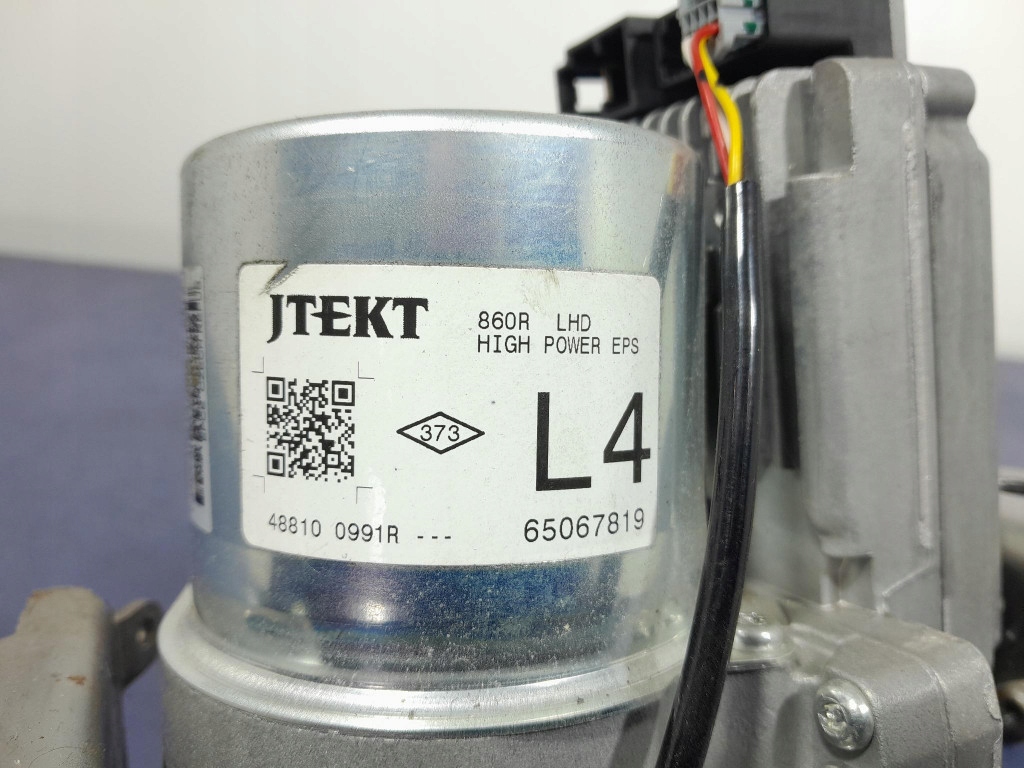 JTEKT
860R LHD
HIGH POWER EPS
373
L4
48810 0991R ---
65067819